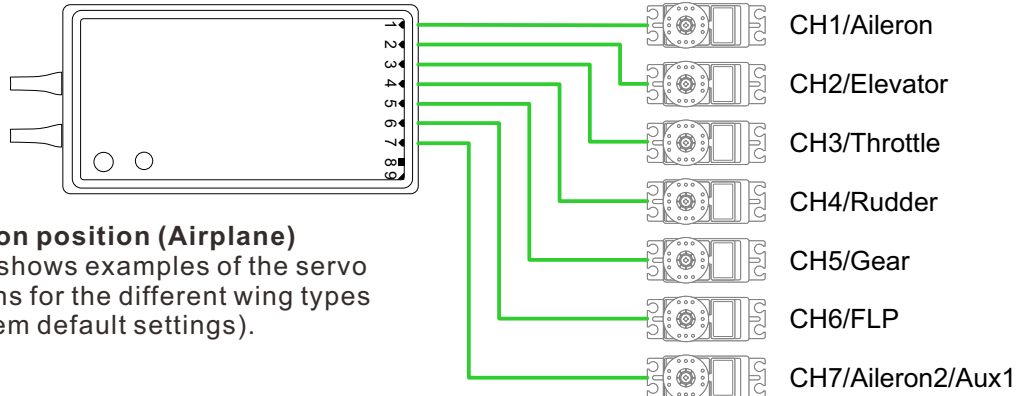 1
2
3
4
5
6
7
8
9
CH1/Aileron
CH2/Elevator
CH3/Throttle
CH4/Rudder
CH5/Gear
CH6/FLP
CH7/Aileron2/Aux1
on position (Airplane)
shows examples of the servo
ns for the different wing types
em default settings).